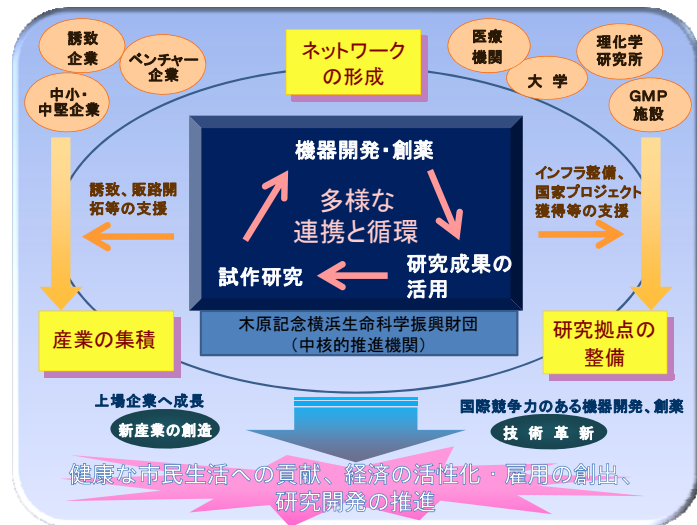 誘致
企業
ベンチャー
企業
中小・
中堅企業
ネットワーク
の形成
医療
機関
大 学
理化学
研究所
GMP
施設
機器開発・創薬
多様な
連携と循環
試作研究
研究成果の
活用
誘致、販路開
拓等の支援
インフラ整備、
国家プロジェクト
獲得等の支援
木原記念横浜生命科学振興財団
(中核的推進機関)
産業の集積
研究拠点の
整備
上場企業へ成長
新産業の創造
国際競争力のある機器開発、創薬
技 術 革 新
健康な市民生活への貢献、経済の活性化・雇用の創出、
研究開発の推進